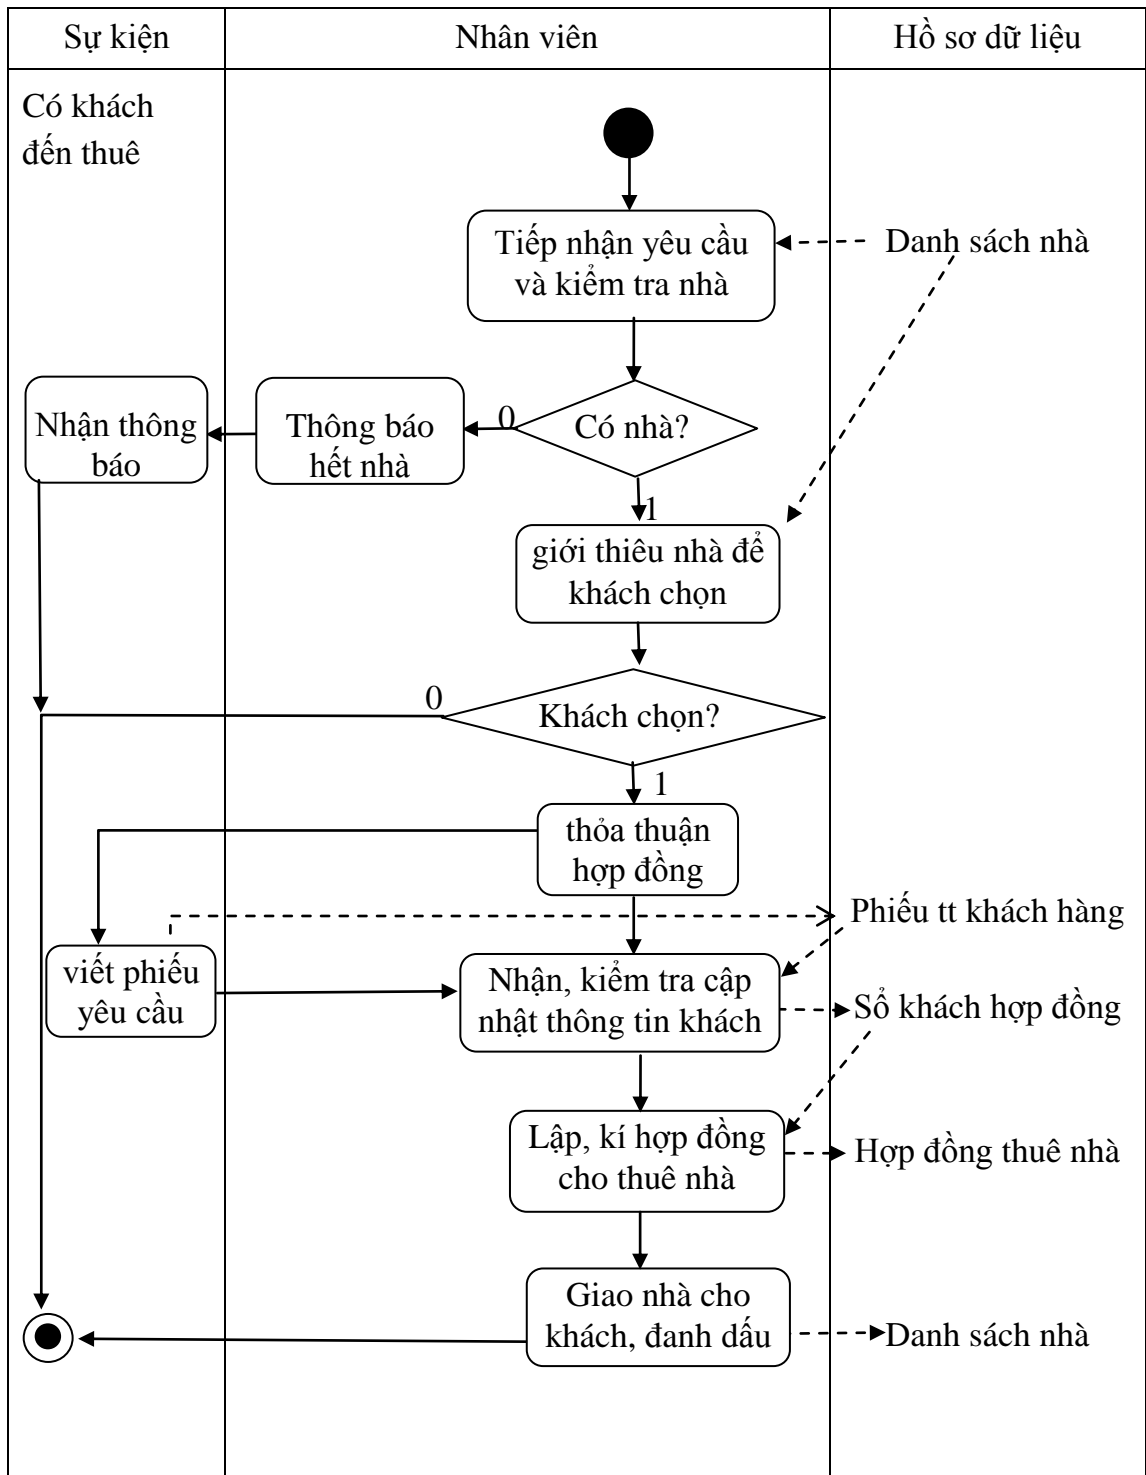 Sự kiện
Nhân viên
Hồ sơ dữ liệu
Có khách
đến thuê
Tiếp nhận yêu cầu
và kiểm tra nhà
Danh sách nhà
Nhận thông
báo
Thông báo
hết nhà
0
Có nhà?
1
giới thiêu nhà để
khách chọn
0
Khách chọn?
1
thỏa thuận
hợp đồng
Phiếu tt khách hàng
viết phiếu
yêu cầu
Nhận, kiểm tra cập
nhật thông tin khách
Sổ khách hợp đồng
Lập, kí hợp đồng
cho thuê nhà
Hợp đồng thuê nhà
Giao nhà cho
khách, đanh dấu
Danh sách nhà